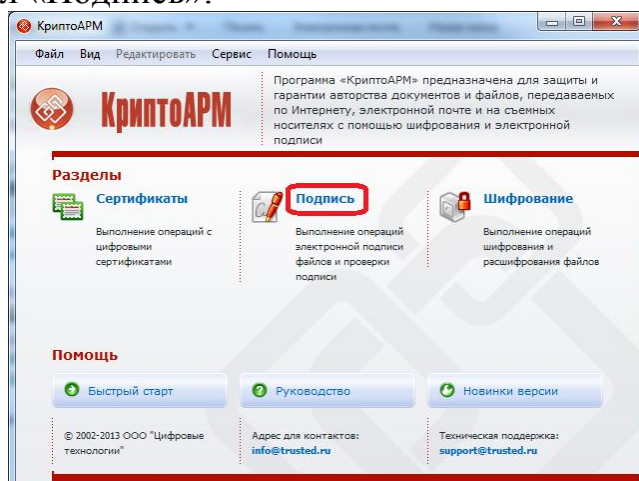 «Подпись».
КриптоАРМ
Файл Вид Редактировать Сервис Помощь
КриптоАРМ
Программа «КриптоАРМ» предназначена для защиты и
гарантии авторства документов и файлов, передаваемых
по Интернету, электронной почте и на съемных
носителях с помощью шифрования и электронной
подписи
Разделы
Сертификаты
Выполнение операций с
цифровыми
сертификатами
Подпись
Выполнение операций
электронной подписи
файлов и проверки
подписи
Шифрование
Выполнение операций
шифрования и
расшифрования файлов
Помощь
Быстрый старт
Руководство
Новинки версии
© 2002-2013 ООО "Цифровые
технологии"
Адрес для контактов:
info@trusted.ru
Техническая поддержка:
support@trusted.ru